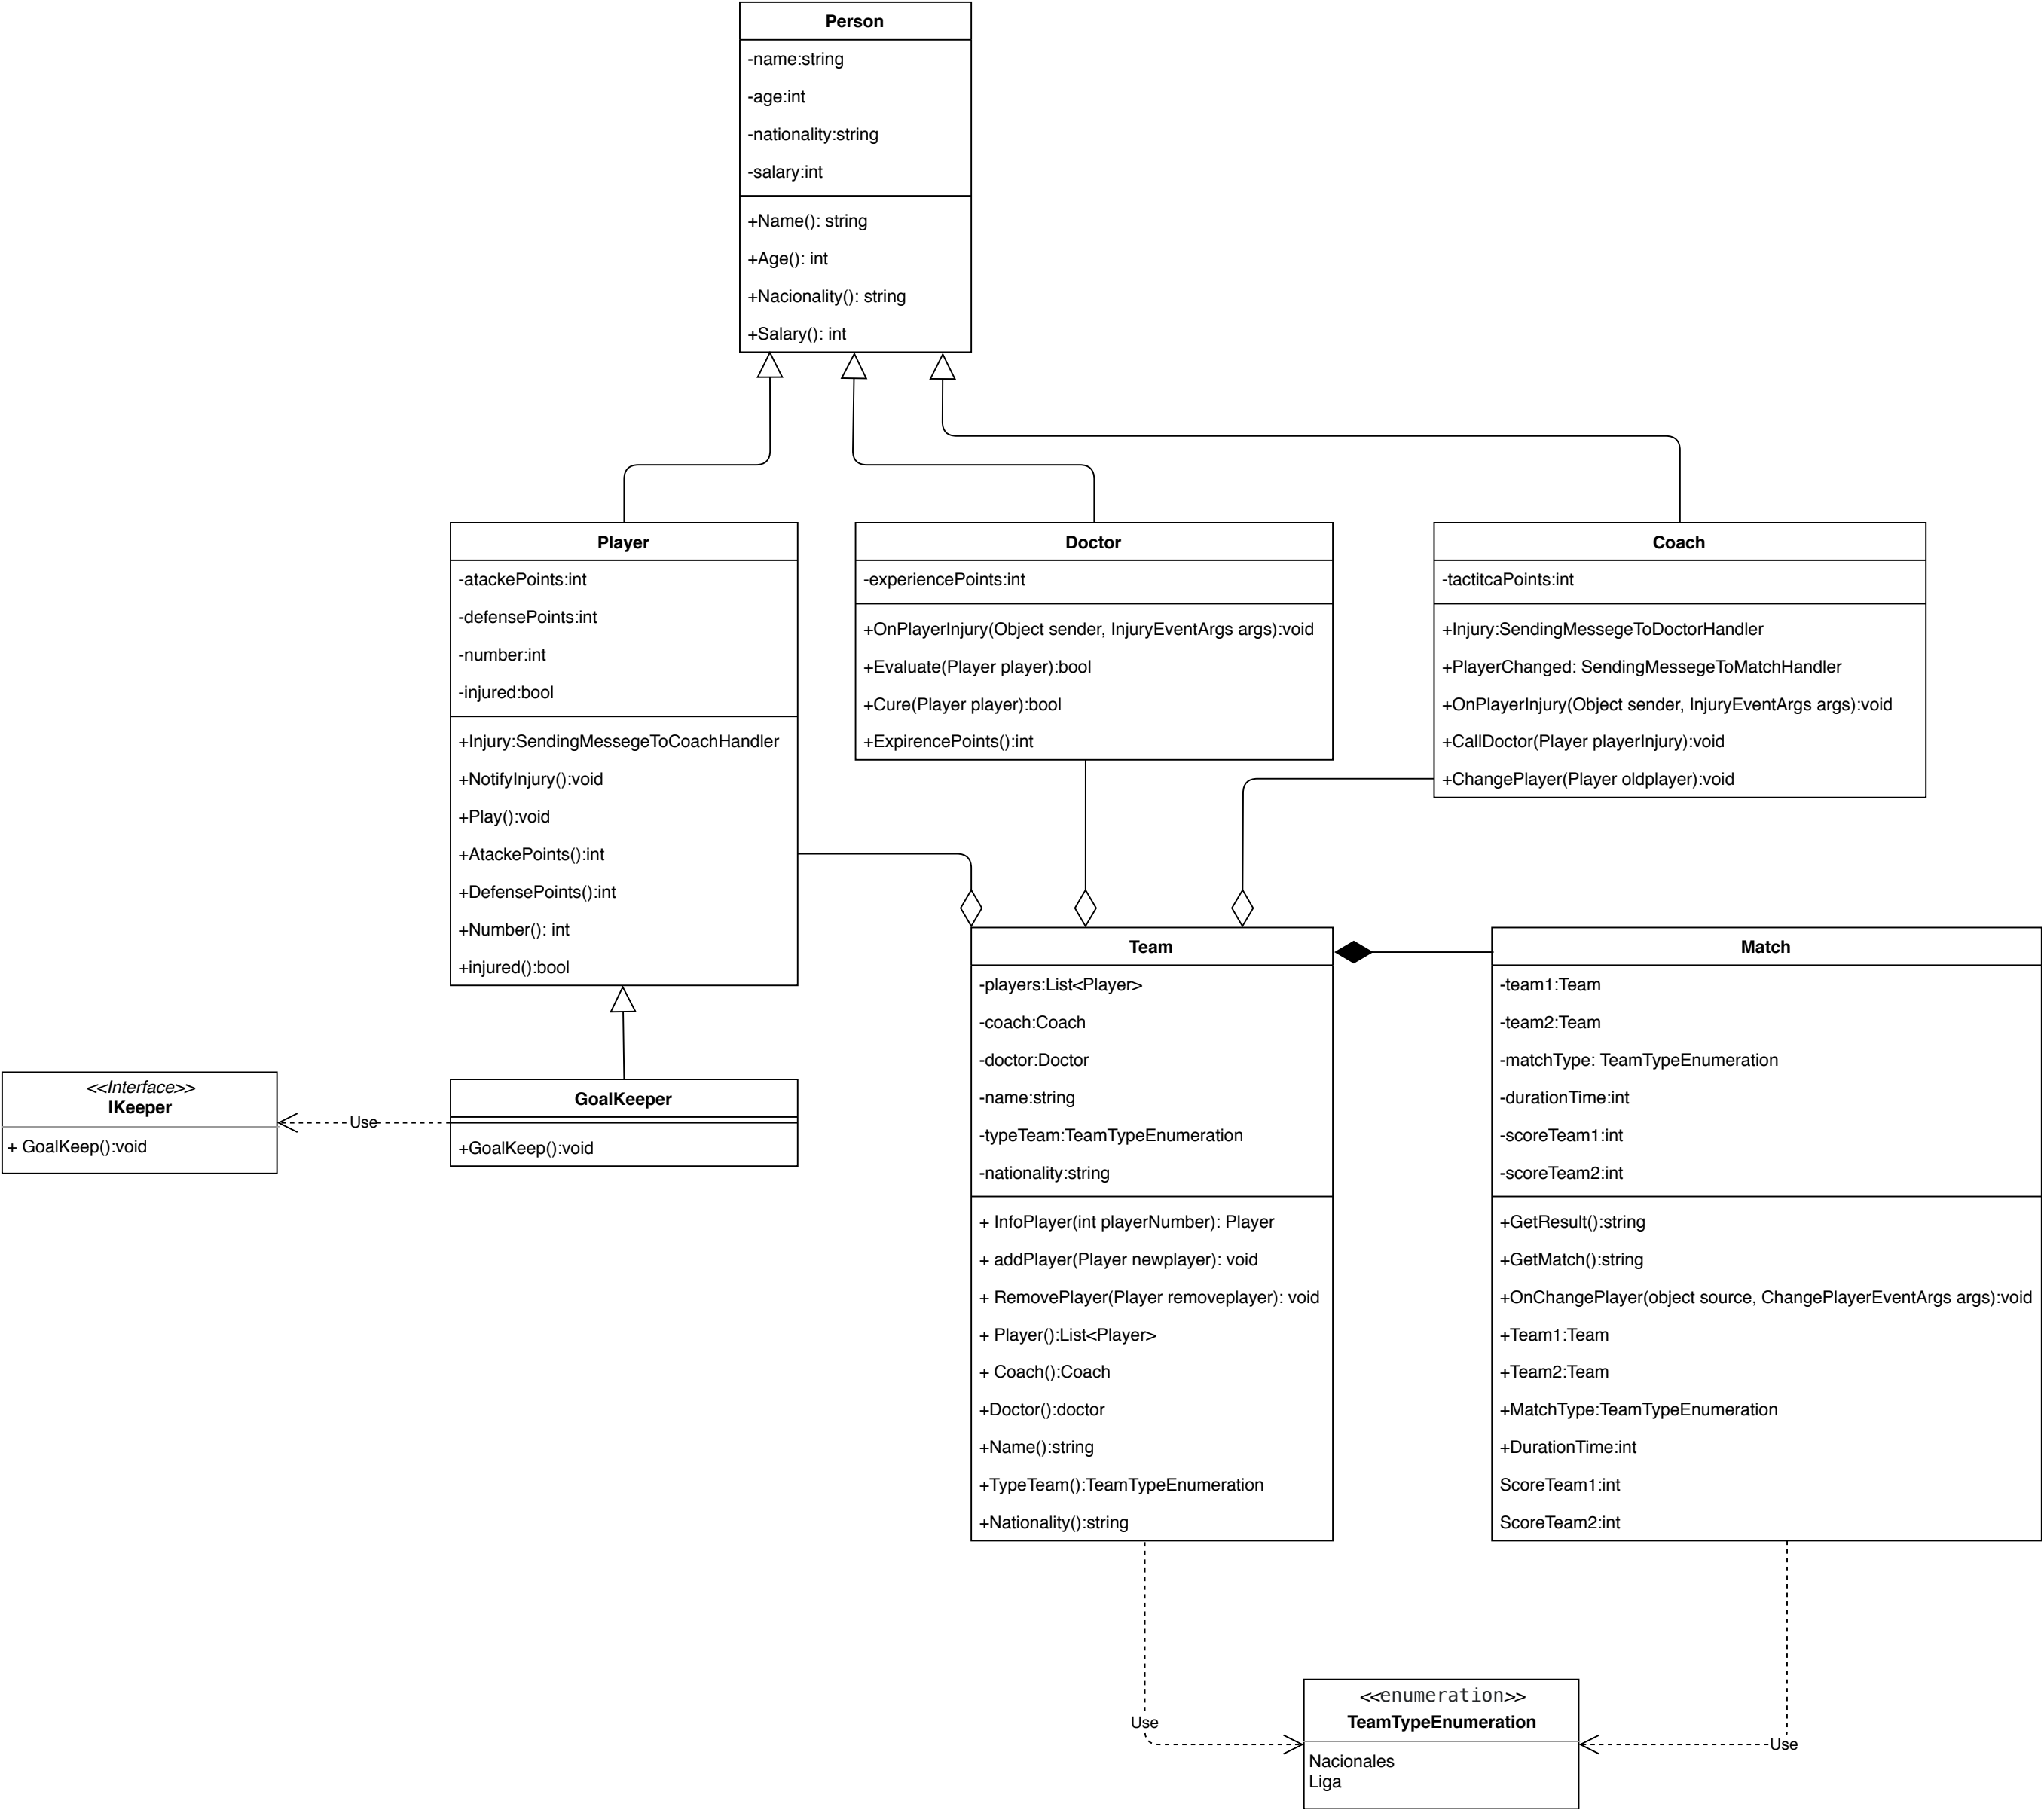 Person
-name:string
-age:int
-nationality:string
-salary:int
+Name(): string
+Age(): int
+Nacionality(): string
+Salary(): int
Player
-atackePoints:int
-defensePoints:int
-number:int
-injured:bool
+Injury:SendingMessegeToCoachHandler
+NotifyInjury():void
+Play():void
+AtackePoints():int
+DefensePoints():int
+Number(): int
+injured():bool
Doctor
-experiencePoints:int
+OnPlayerInjury(Object sender, InjuryEventArgs args):void
+Evaluate(Player player):bool
+Cure(Player player):bool
+ExpirencePoints():int
Coach
-tactitcaPoints:int
+Injury:SendingMessegeToDoctorHandler
+PlayerChanged: SendingMessegeToMatchHandler
+OnPlayerInjury(Object sender, InjuryEventArgs args):void
+CallDoctor(Player playerInjury):void
+ChangePlayer(Player oldplayer):void
<<Interface>>
IKeeper
+ GoalKeep():void
Use
GoalKeeper
+GoalKeep():void
Team
-players:List<Player>
-coach:Coach
-doctor:Doctor
-name:string
-typeTeam:TeamTypeEnumeration
-nationality:string
+ InfoPlayer(int playerNumber): Player
+ addPlayer(Player newplayer): void
+ RemovePlayer(Player removeplayer): void
+ Player():List<Player>
+ Coach():Coach
+Doctor():doctor
+Name():string
+TypeTeam():TeamTypeEnumeration
+Nationality():string
Match
-team1:Team
-team2:Team
-matchType: TeamTypeEnumeration
-durationTime:int
-scoreTeam1:int
-scoreTeam2:int
+GetResult():string
+GetMatch():string
+OnChangePlayer(object source, ChangePlayerEventArgs args):void
+Team1:Team
+Team2:Team
+MatchType:TeamTypeEnumeration
+DurationTime:int
ScoreTeam1:int
ScoreTeam2:int
Use
<<enumeration>>
TeamTypeEnumeration
Nacionales
Liga
Use